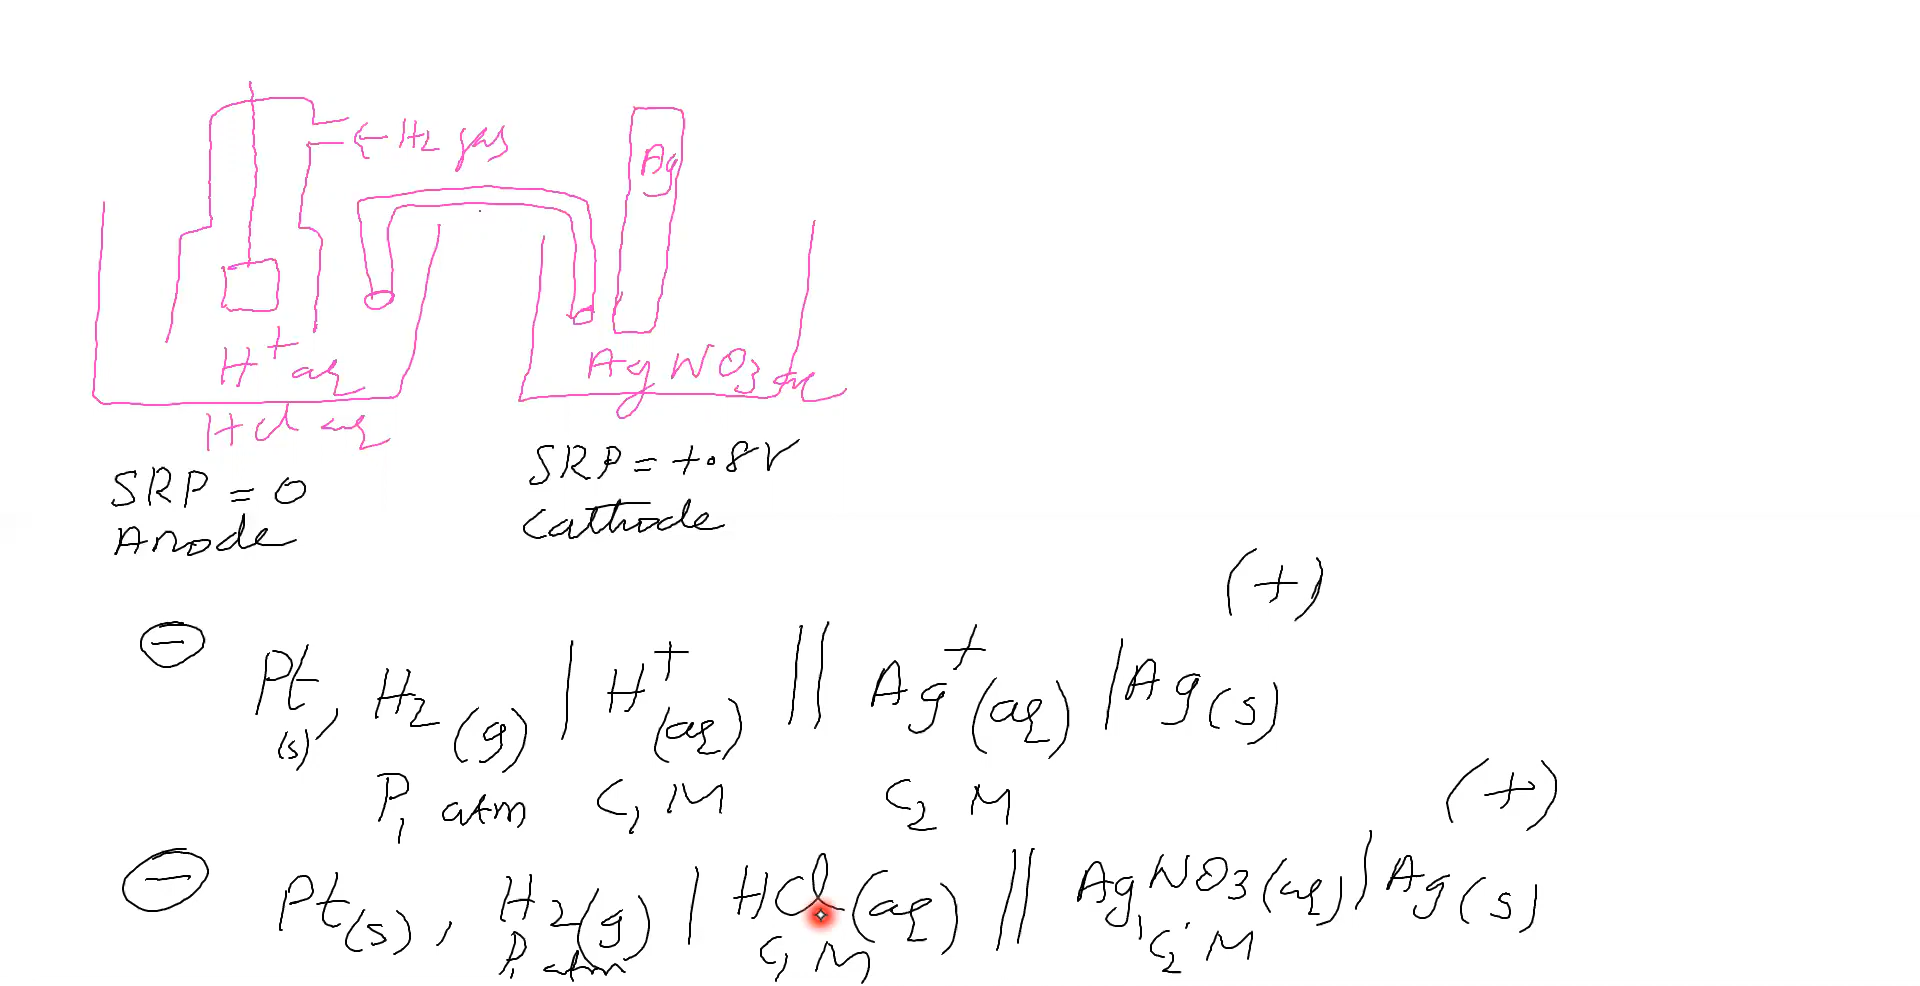 ← H2 gas
Ag
H+ aq
AgNO3 aq
HCl aq
SRP = 0
Anode
SRP = +.8V
Cathode
(+)
⊖ Pt(s), H2(g) | H+(aq) || Ag+(aq) | Ag(s)
P1 atm C1 M C2 M
(+)
⊖ Pt(s), H2(g) | HCl(aq) || AgNO3(aq) | Ag(s)
P1 atm C1 M C2 M